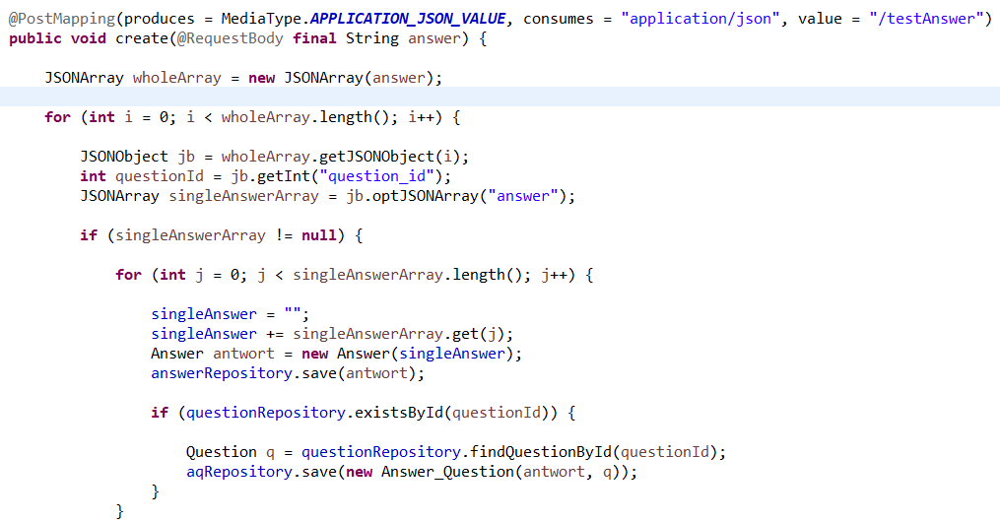 @PostMapping(produces = MediaType.APPLICATION_JSON_VALUE, consumes = "application/json", value = "/testAnswer")
public void create(@RequestBody final String answer) {
JSONArray wholeArray = new JSONArray(answer);
for (int i = 0; i < wholeArray.length(); i++) {
JSONObject jb = wholeArray.getJSONObject(i);
int questionId = jb.getInt("question_id");
JSONArray singleAnswerArray = jb.optJSONArray("answer");
if (singleAnswerArray != null) {
for (int j = 0; j < singleAnswerArray.length(); j++) {
singleAnswer = "";
singleAnswer += singleAnswerArray.get(j);
Answer antwort = new Answer(singleAnswer);
answerRepository.save(antwort);
if (questionRepository.existsById(questionId)) {
Question q = questionRepository.findQuestionById(questionId);
aqRepository.save(new Answer_Question(antwort, q));
}
}